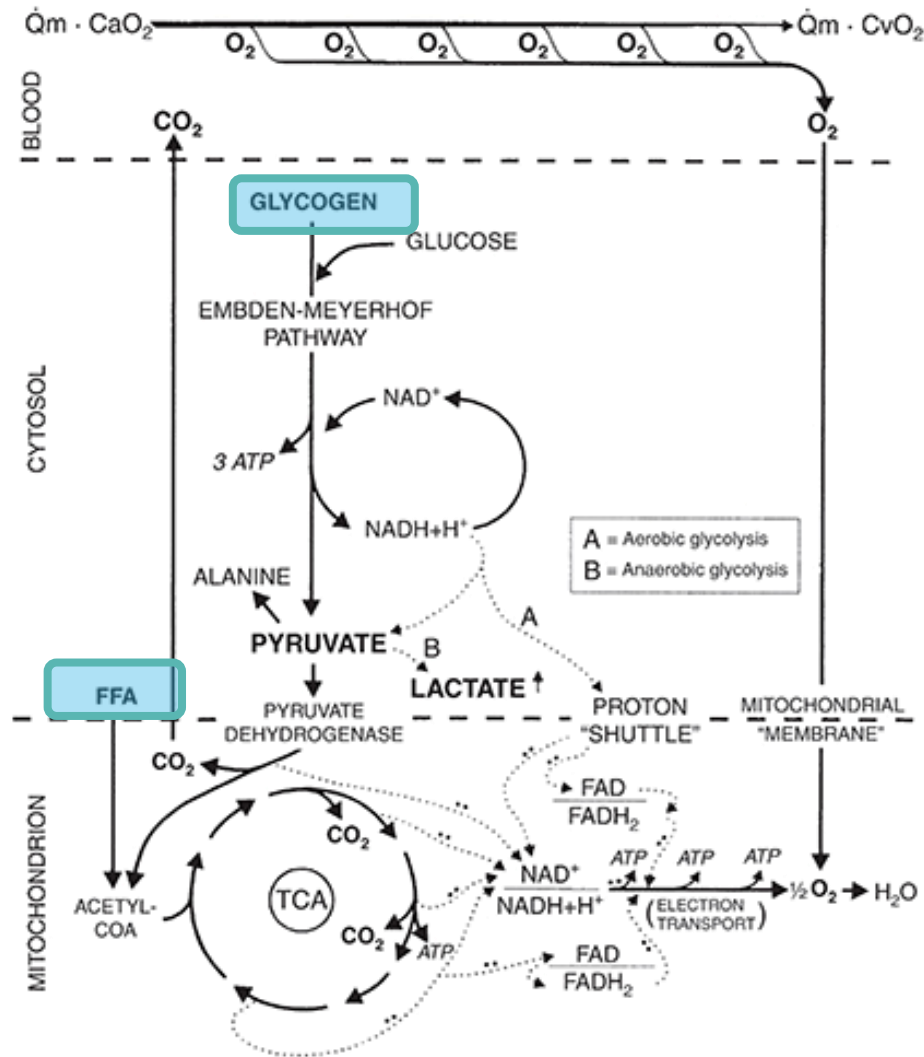 Q̇m · CaO₂
Q̇m · CvO₂
O₂ O₂ O₂ O₂ O₂ O₂
BLOOD
CO₂
O₂
CYTOSOL
GLYCOGEN
GLUCOSE
EMBDEN-MEYERHOF
PATHWAY
NAD⁺
3 ATP
NADH+H⁺
A = Aerobic glycolysis
B = Anaerobic glycolysis
ALANINE
A
PYRUVATE
B
LACTATE
FFA
PYRUVATE
DEHYDROGENASE
PROTON
"SHUTTLE"
MITOCHONDRIAL
"MEMBRANE"
MITOCHONDRION
CO₂
FAD
FADH₂
CO₂
NAD⁺
NADH+H⁺
ATP
ATP
ATP
½ O₂
H₂O
(ELECTRON
TRANSPORT)
ACETYL-
COA
TCA
CO₂
ATP
FAD
FADH₂